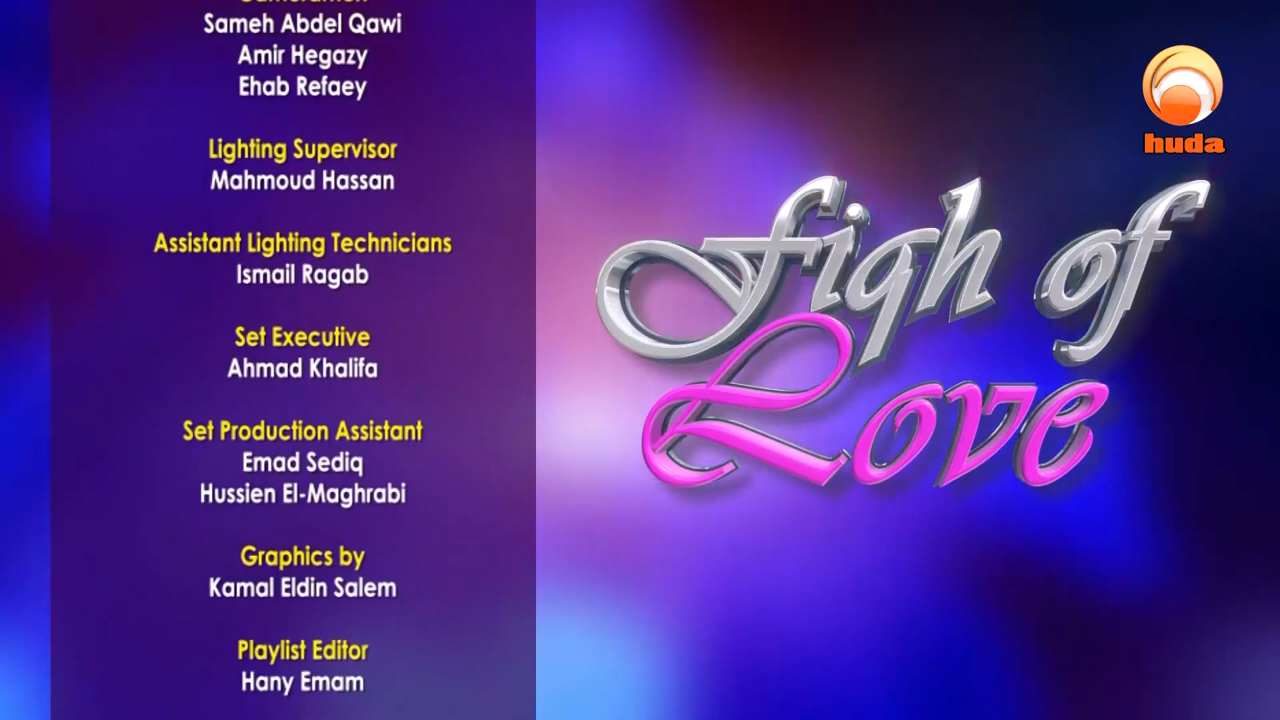 Sameh Abdel Qawi
Amir Hegazy
Ehab Refaey
Lighting Supervisor
Mahmoud Hassan
Assistant Lighting Technicians
Ismail Ragab
Set Executive
Ahmad Khalifa
Set Production Assistant
Emad Sediq
Hussien El-Maghrabi
Graphics by
Kamal Eldin Salem
Playlist Editor
Hany Emam
huda
Fiqh of
Love